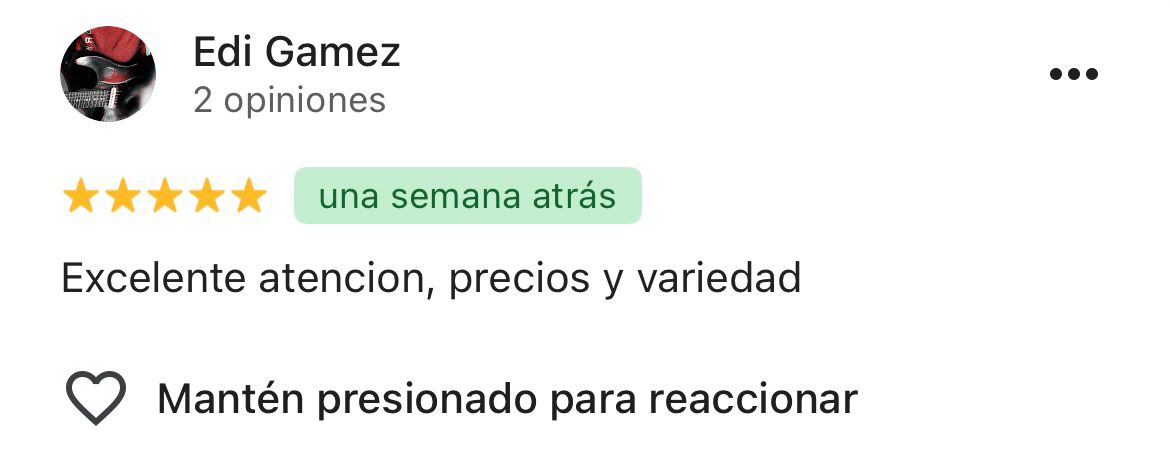 Edi Gamez
2 opiniones
una semana atrás
Excelente atencion, precios y variedad
Mantén presionado para reaccionar